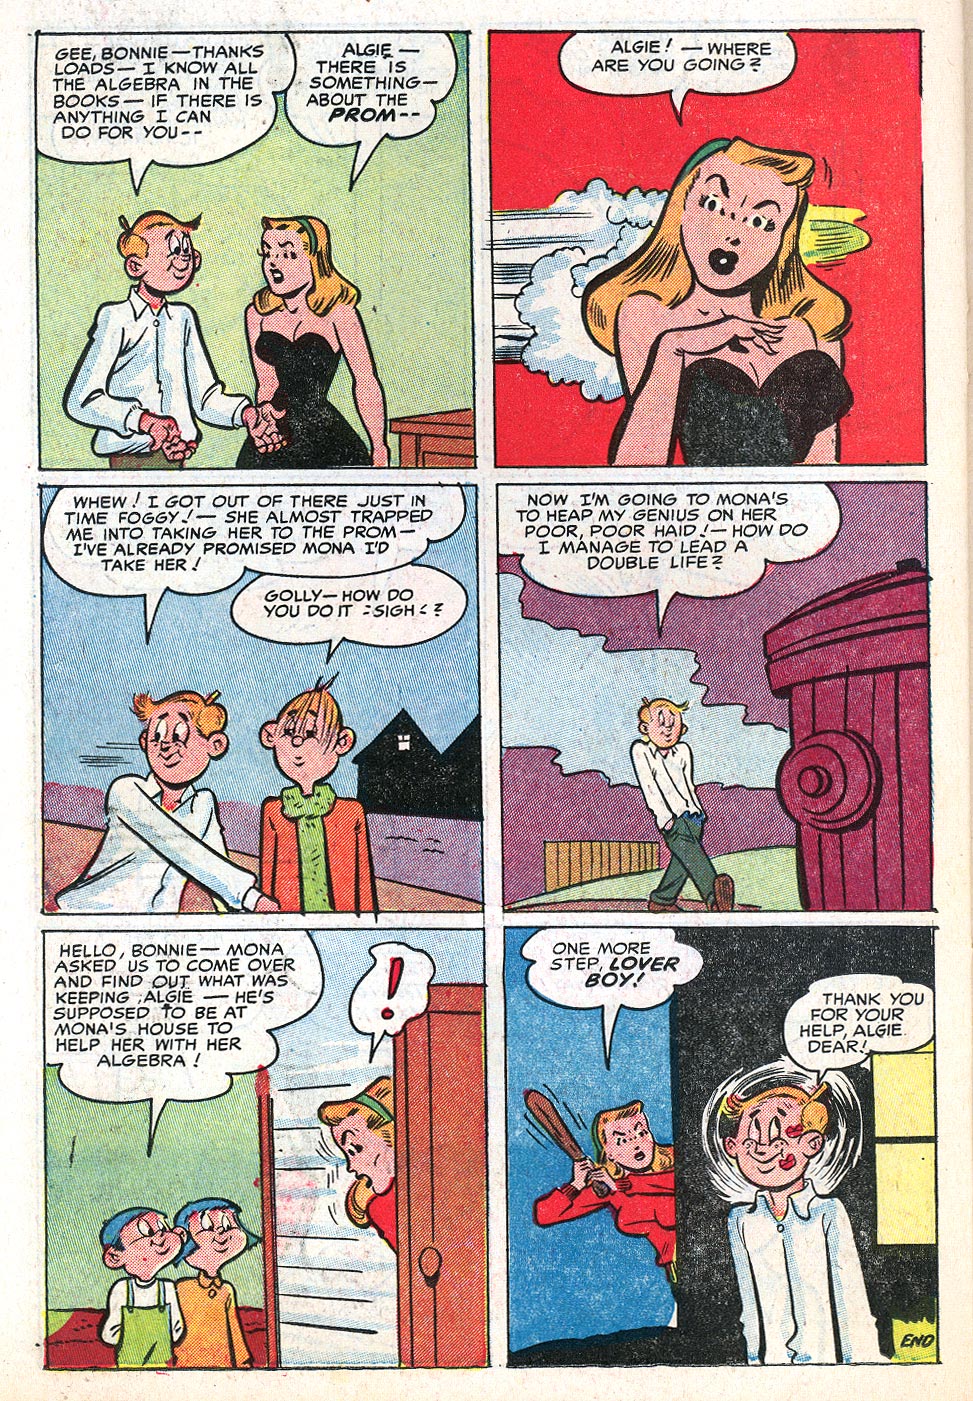 GEE, BONNIE—THANKS
LOADS—I KNOW ALL
THE ALGEBRA IN THE
BOOKS—IF THERE IS
ANYTHING I CAN
DO FOR YOU--
ALGIE—
THERE IS
SOMETHING—
ABOUT THE
PROM--
ALGIE!—WHERE
ARE YOU GOING?
WHEW! I GOT OUT OF THERE JUST IN
TIME FOGGY!—SHE ALMOST TRAPPED
ME INTO TAKING HER TO THE PROM—
I'VE ALREADY PROMISED MONA I'D
TAKE HER!
GOLLY—HOW DO
YOU DO IT -SIGH-?
NOW I'M GOING TO MONA'S
TO HEAP MY GENIUS ON HER
POOR, POOR HAID!—HOW DO
I MANAGE TO LEAD A
DOUBLE LIFE?
HELLO, BONNIE—MONA
ASKED US TO COME OVER
AND FIND OUT WHAT WAS
KEEPING ALGIE—HE'S
SUPPOSED TO BE AT
MONA'S HOUSE TO
HELP HER WITH HER
ALGEBRA!
!
ONE MORE
STEP, LOVER
BOY!
THANK YOU
FOR YOUR
HELP, ALGIE
DEAR!
END